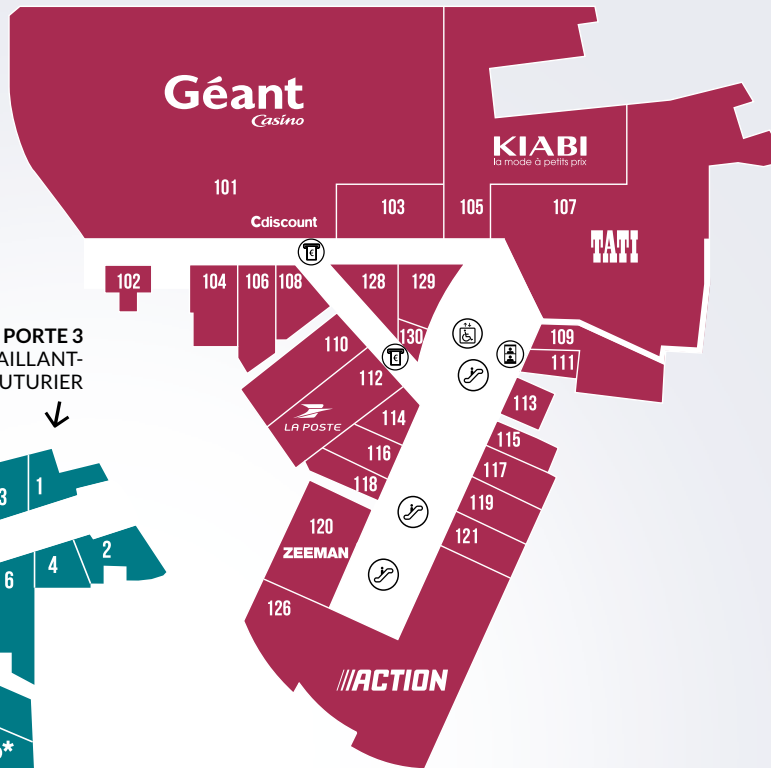 Géant
Casino
KIABI
la mode à petits prix
101
103
105
107
Cdiscount
TATI
102
104
106
108
128
129
130
109
111
PORTE 3
AILLANT-
UTURIER
110
112
LA POSTE
113
114
115
116
117
118
119
120
121
ZEEMAN
126
ACTION
3
1
2
4
6
*